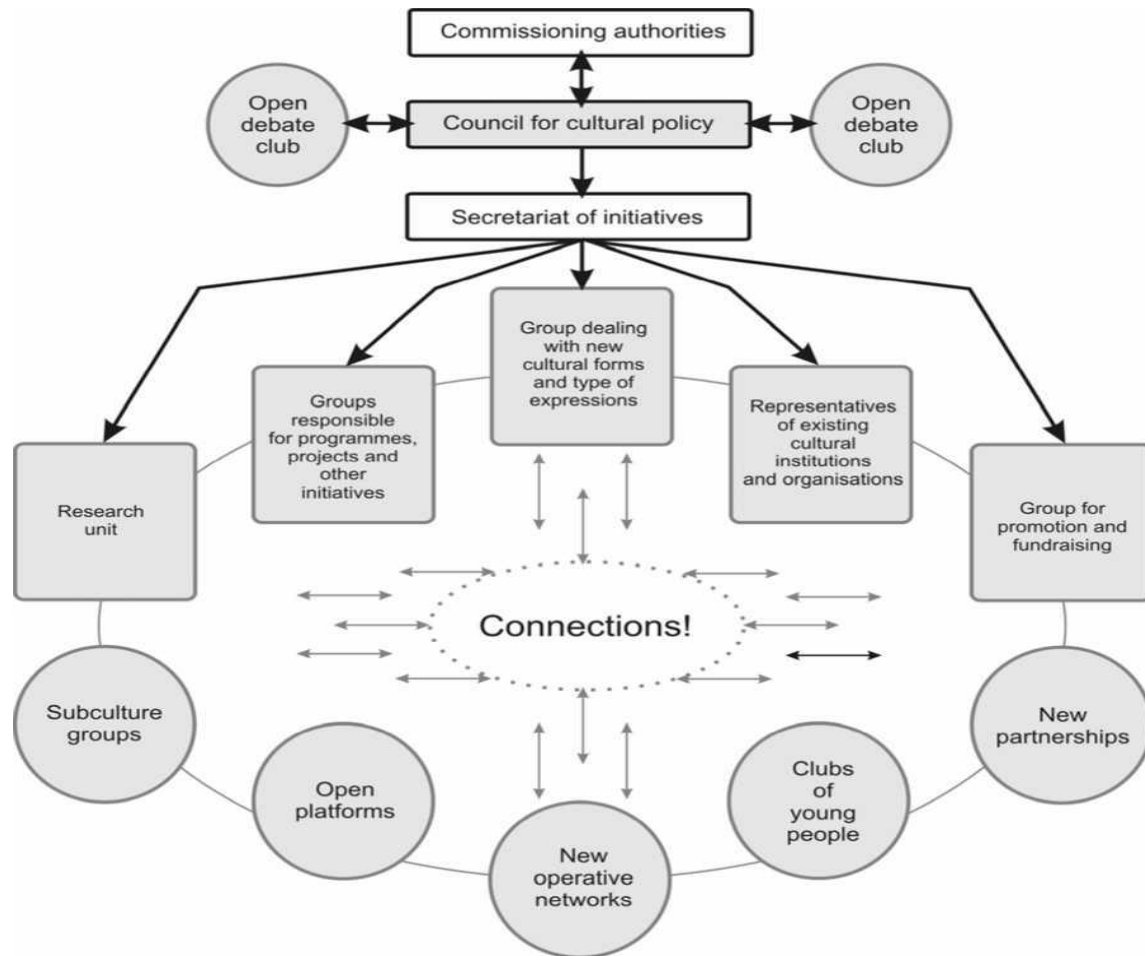 Commissioning authorities
Open
debate
club
Council for cultural policy
Open
debate
club
Secretariat of initiatives
Group dealing
with new
cultural forms
and type of
expressions
Groups
responsible
for programmes,
projects and
other
initiatives
Representatives
of existing
cultural
institutions
and organisations
Research
unit
Group for
promotion and
fundraising
Connections!
Subculture
groups
Open
platforms
New
operative
networks
Clubs
of
young
people
New
partnerships